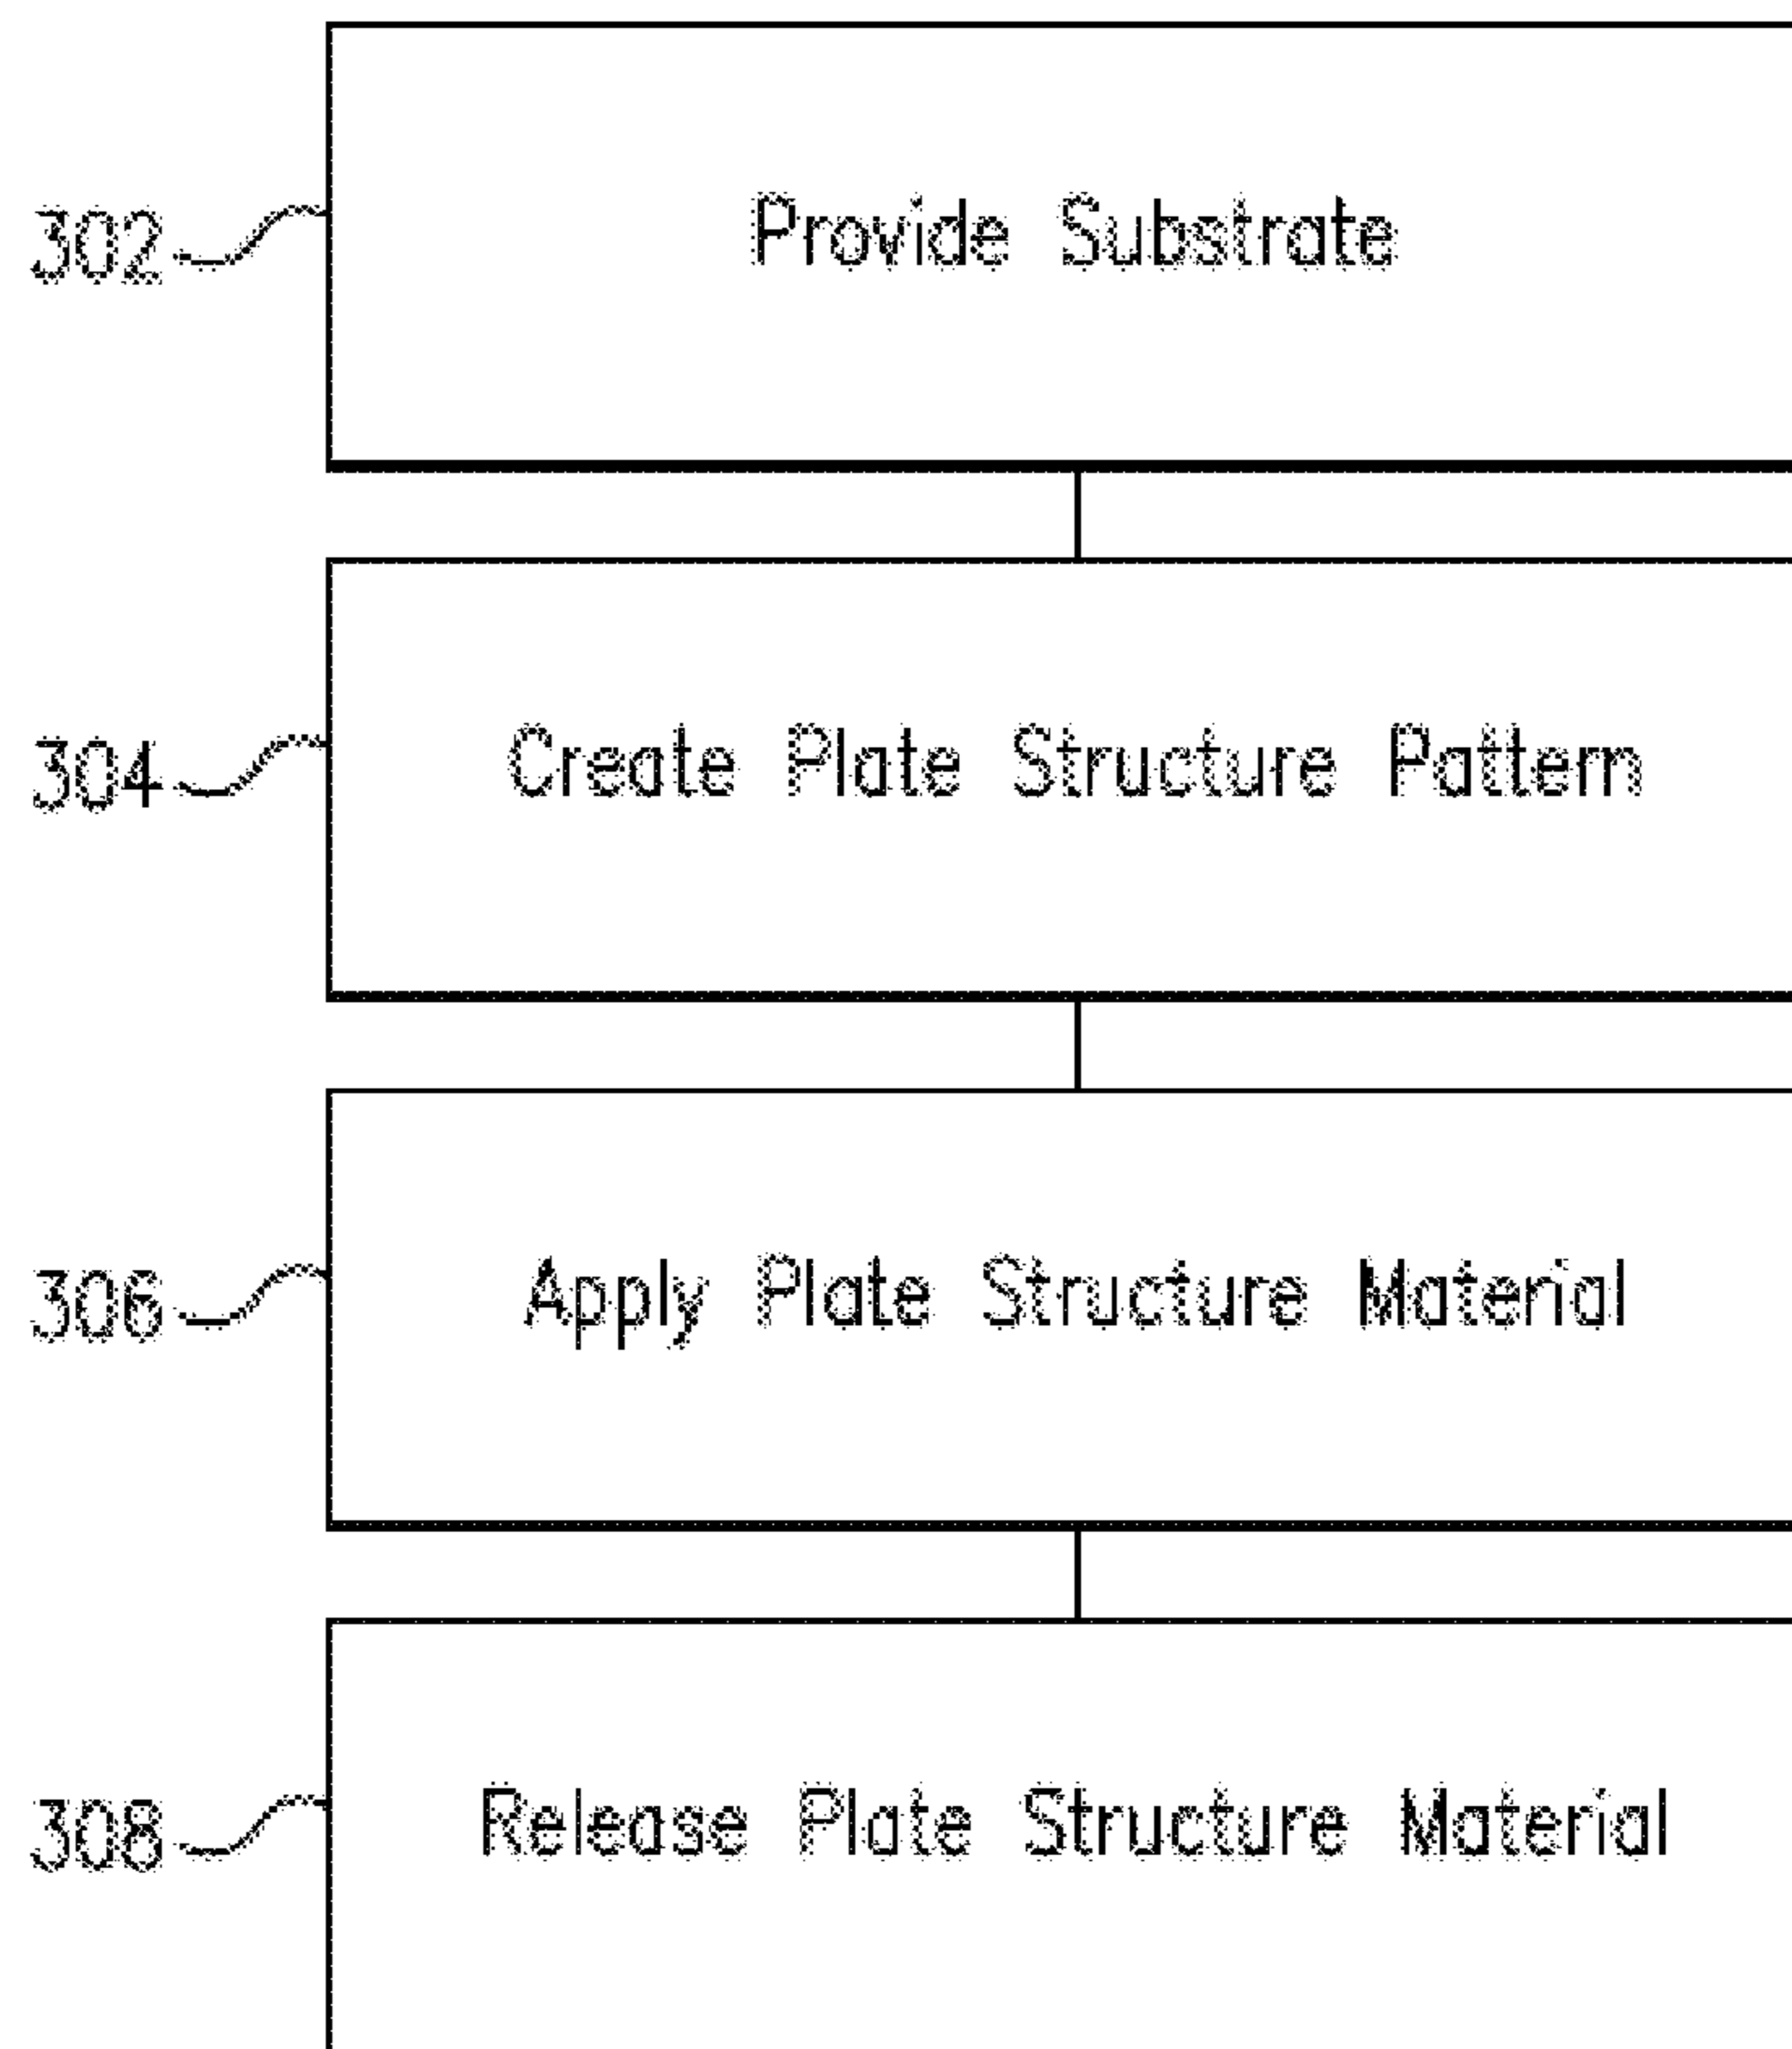 302 Provide Substrate
304 Create Plate Structure Pattern
306 Apply Plate Structure Material
308 Release Plate Structure Material